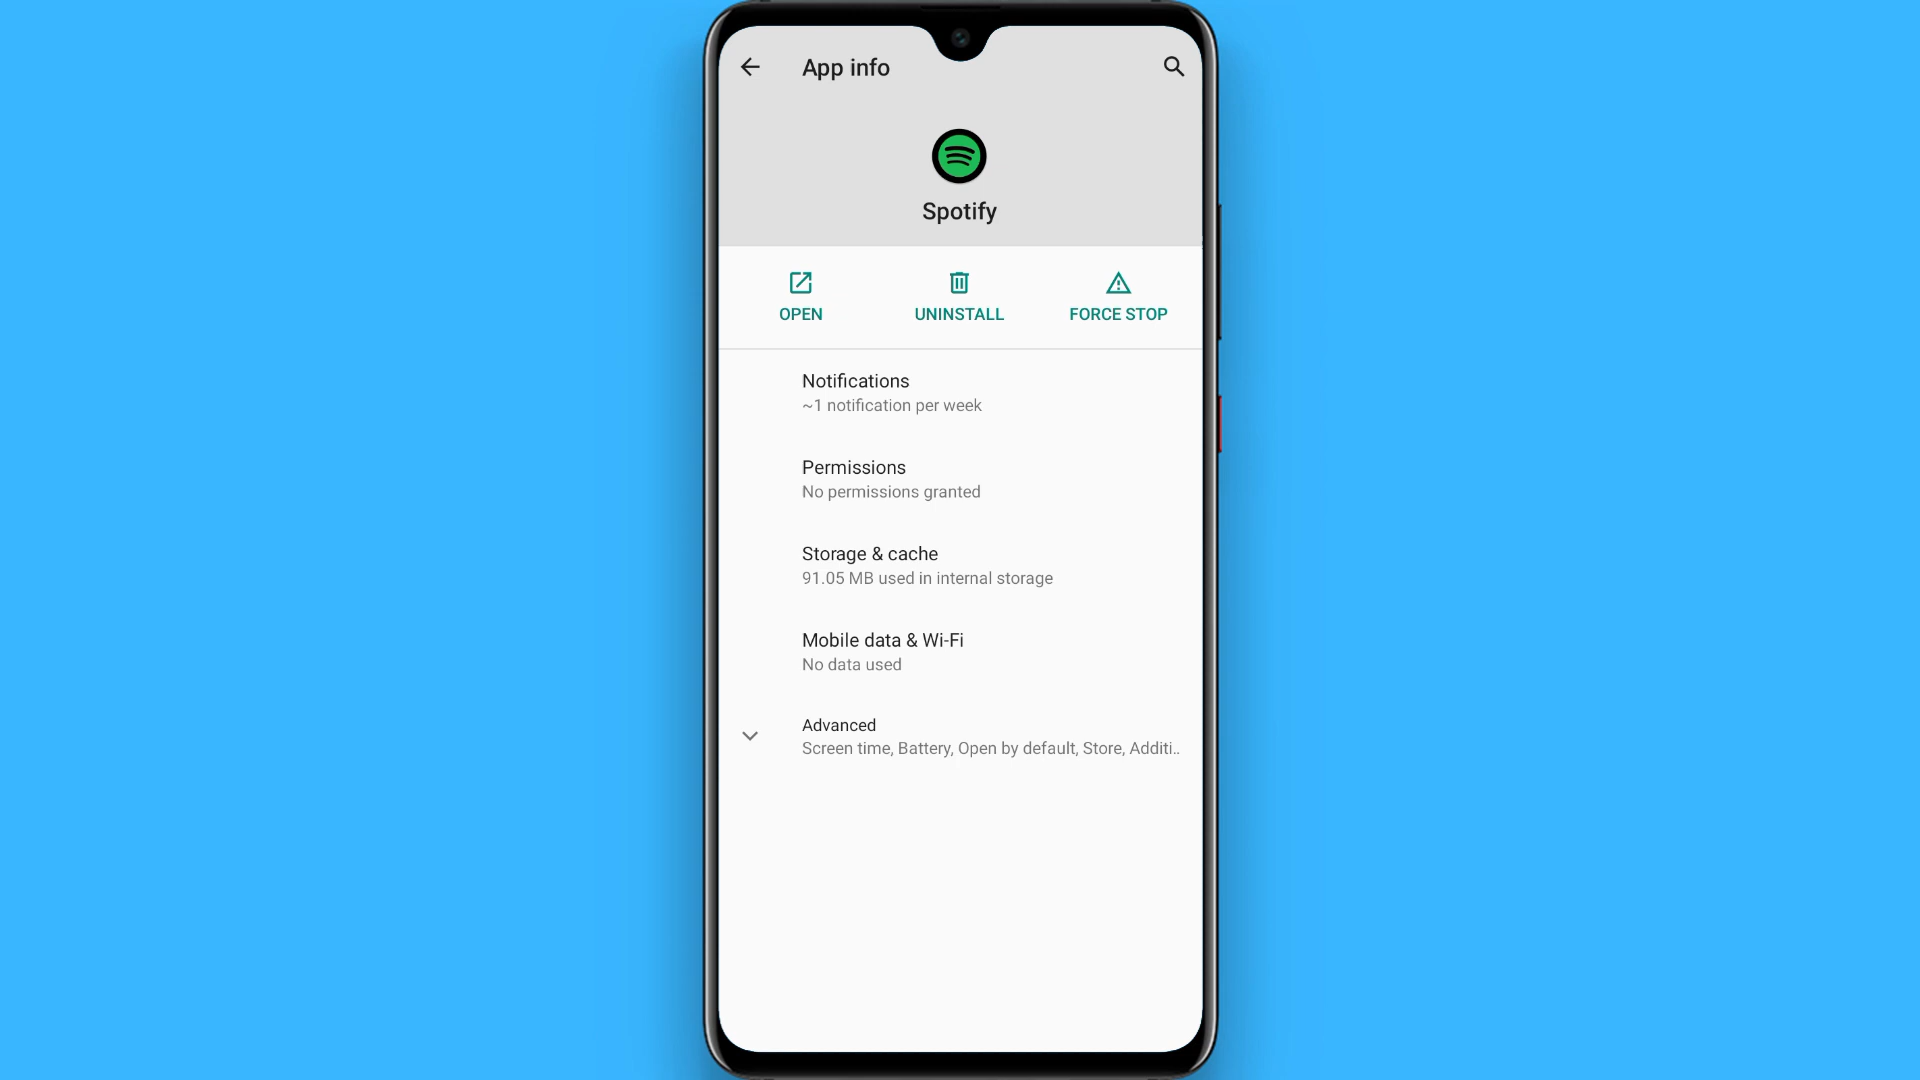 App info
Spotify
OPEN
UNINSTALL
FORCE STOP
Notifications
~1 notification per week
Permissions
No permissions granted
Storage & cache
91.05 MB used in internal storage
Mobile data & Wi-Fi
No data used
Advanced
Screen time, Battery, Open by default, Store, Additi..